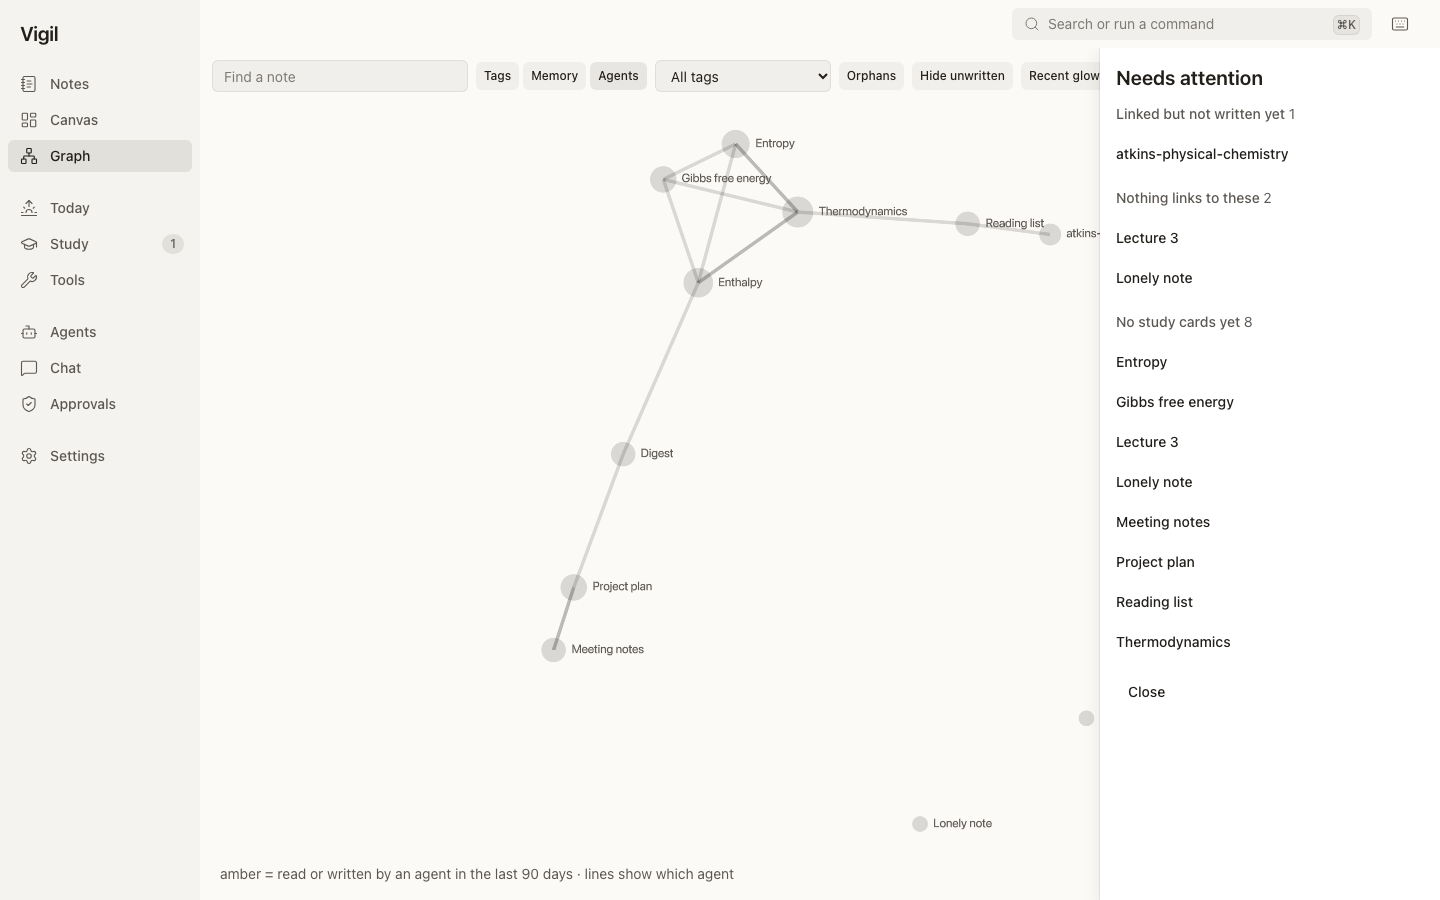 Vigil
Notes
Canvas
Graph
Today
Study 1
Tools
Agents
Chat
Approvals
Settings
Search or run a command ⌘K
Find a note
Tags
Memory
Agents
All tags
Orphans
Hide unwritten
Recent glow
Entropy
Gibbs free energy
Thermodynamics
Reading list
atkins-
Enthalpy
Digest
Project plan
Meeting notes
Lonely note
amber = read or written by an agent in the last 90 days · lines show which agent
Needs attention
Linked but not written yet 1
atkins-physical-chemistry
Nothing links to these 2
Lecture 3
Lonely note
No study cards yet 8
Entropy
Gibbs free energy
Lecture 3
Lonely note
Meeting notes
Project plan
Reading list
Thermodynamics
Close